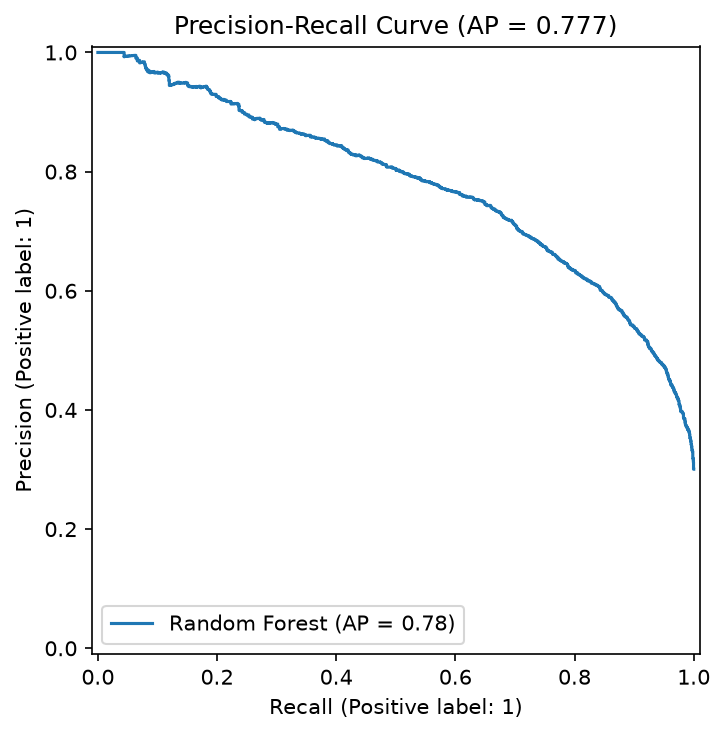 Precision-Recall Curve (AP = 0.777)
1.0
0.8
0.6
0.4
0.2
0.0
Precision (Positive label: 1)
Random Forest (AP = 0.78)
0.0 0.2 0.4 0.6 0.8 1.0
Recall (Positive label: 1)